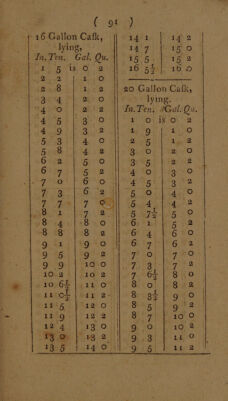 ( 91 )
16 Gallon Caſk,
lying,
In. Ten. Gal. Qu.
1 5 is 0 2
2 2 1 0
2 8 1 2
3 4 2 0
4 0 2 2
4 5 3 0
4 9 3 2
5 3 4 0
5 8 4 2
6 2 5 0
6 7 5 2
7 0 6 0
7 3 6 2
7 7 7 0
8 1 7 2
8 4 8 0
8 8 8 2
9 1 9 0
9 5 9 2
9 9 10 0
10 2 10 2
10 6½ 11 0
11 0½ 11 2
11 5 12 0
11 9 12 2
12 4 13 0
13 0 13 2
13 5 14 0
14 1 14 2
14 7 15 0
15 5 15 2
16 5½ 16 0
20 Gallon Caſk,
lying.
In. Ten. Gal. Qu.
1 0 is 0 2
1 9 1 0
2 5 1 2
3 0 2 0
3 5 2 2
4 0 3 0
4 5 3 2
5 0 4 0
5 4 4 2
5 7½ 5 0
6 1 5 2
6 4 6 0
6 7 6 2
7 0 7 0
7 3 7 2
7 6½ 8 0
8 0 8 2
8 3½ 9 0
8 5 9 2
8 7 10 0
9 0 10 2
9 3 11 0
9 5 11 2